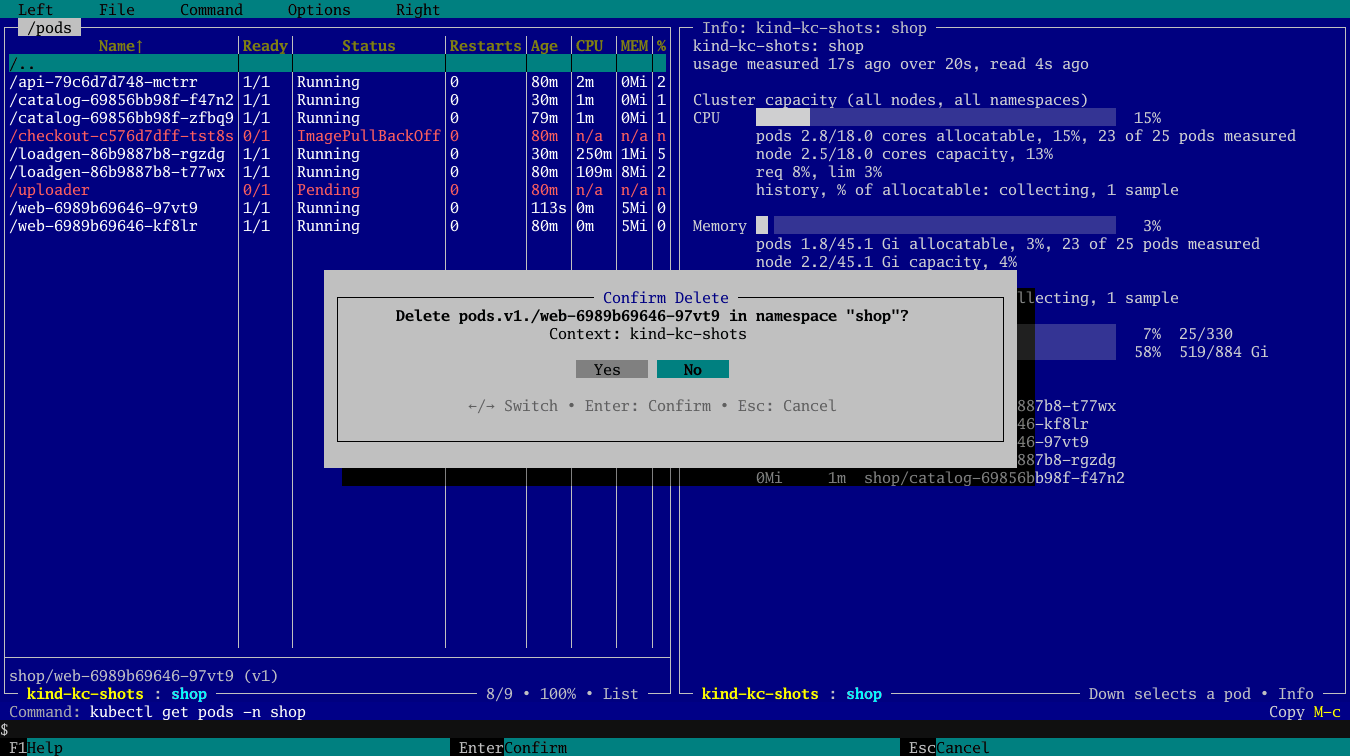 Left File Command Options Right
/pods
Name↑ Ready Status Restarts Age CPU MEM %
/..
/api-79c6d7d748-mctrr 1/1 Running 0 80m 2m 0Mi 2
/catalog-69856bb98f-f47n2 1/1 Running 0 30m 1m 0Mi 1
/catalog-69856bb98f-zfbq9 1/1 Running 0 79m 1m 0Mi 1
/checkout-c576d7dff-tst8s 0/1 ImagePullBackOff 0 80m n/a n/a n
/loadgen-86b9887b8-rgzdg 1/1 Running 0 30m 250m 1Mi 5
/loadgen-86b9887b8-t77wx 1/1 Running 0 80m 109m 8Mi 2
/uploader 0/1 Pending 0 80m n/a n/a n
/web-6989b69646-97vt9 1/1 Running 0 113s 0m 5Mi 0
/web-6989b69646-kf8lr 1/1 Running 0 80m 0m 5Mi 0
shop/web-6989b69646-97vt9 (v1)
kind-kc-shots : shop 8/9 • 100% • List
Info: kind-kc-shots: shop
kind-kc-shots: shop
usage measured 17s ago over 20s, read 4s ago
Cluster capacity (all nodes, all namespaces)
CPU 15%
pods 2.8/18.0 cores allocatable, 15%, 23 of 25 pods measured
node 2.5/18.0 cores capacity, 13%
req 8%, lim 3%
history, % of allocatable: collecting, 1 sample
Memory 3%
pods 1.8/45.1 Gi allocatable, 3%, 23 of 25 pods measured
node 2.2/45.1 Gi capacity, 4%
llecting, 1 sample
7% 25/330
58% 519/884 Gi
887b8-t77wx
46-kf8lr
46-97vt9
887b8-rgzdg
0Mi 1m shop/catalog-69856bb98f-f47n2
kind-kc-shots : shop Down selects a pod • Info
Confirm Delete
Delete pods.v1./web-6989b69646-97vt9 in namespace "shop"?
Context: kind-kc-shots
Yes No
←/→ Switch • Enter: Confirm • Esc: Cancel
Command: kubectl get pods -n shop Copy M-c
$
F1Help EnterConfirm EscCancel